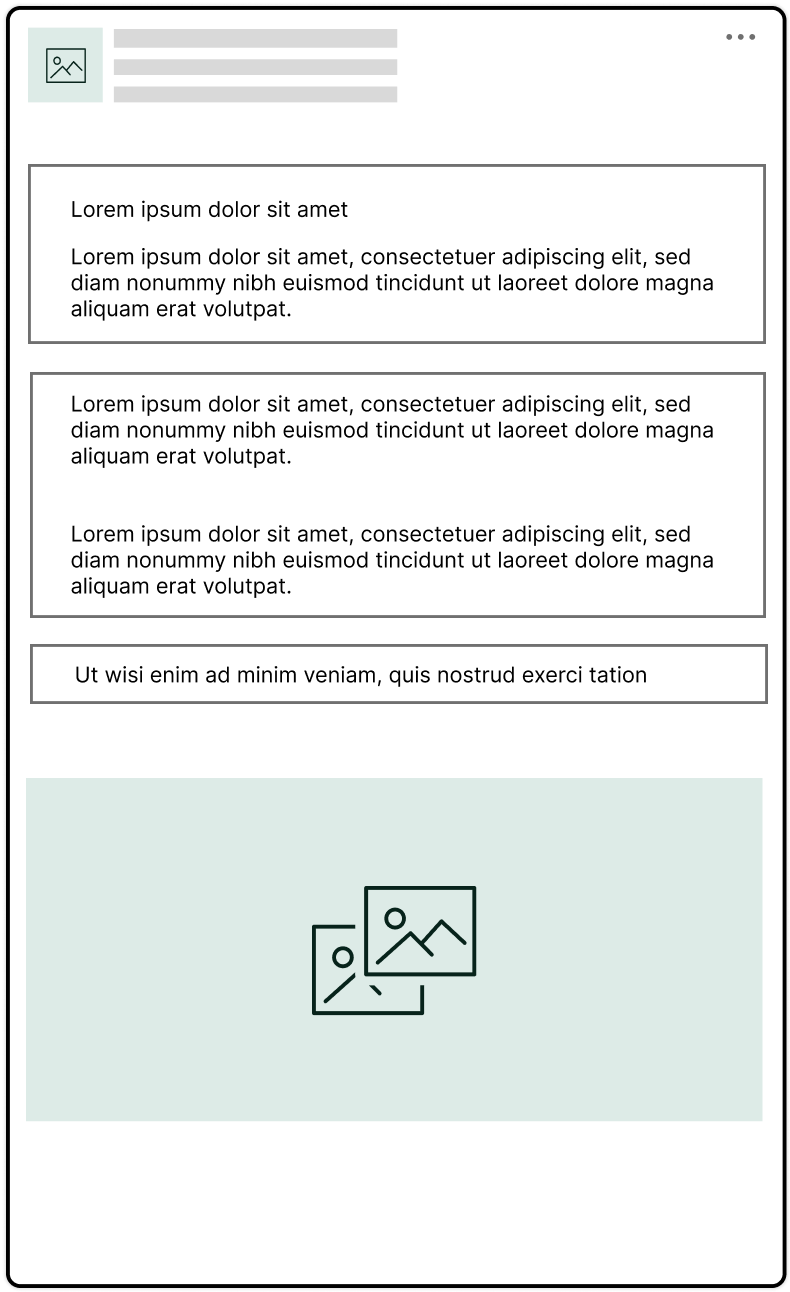 Lorem ipsum dolor sit amet
Lorem ipsum dolor sit amet, consectetuer adipiscing elit, sed
diam nonummy nibh euismod tincidunt ut laoreet dolore magna
aliquam erat volutpat.
Lorem ipsum dolor sit amet, consectetuer adipiscing elit, sed
diam nonummy nibh euismod tincidunt ut laoreet dolore magna
aliquam erat volutpat.
Lorem ipsum dolor sit amet, consectetuer adipiscing elit, sed
diam nonummy nibh euismod tincidunt ut laoreet dolore magna
aliquam erat volutpat.
Ut wisi enim ad minim veniam, quis nostrud exerci tation